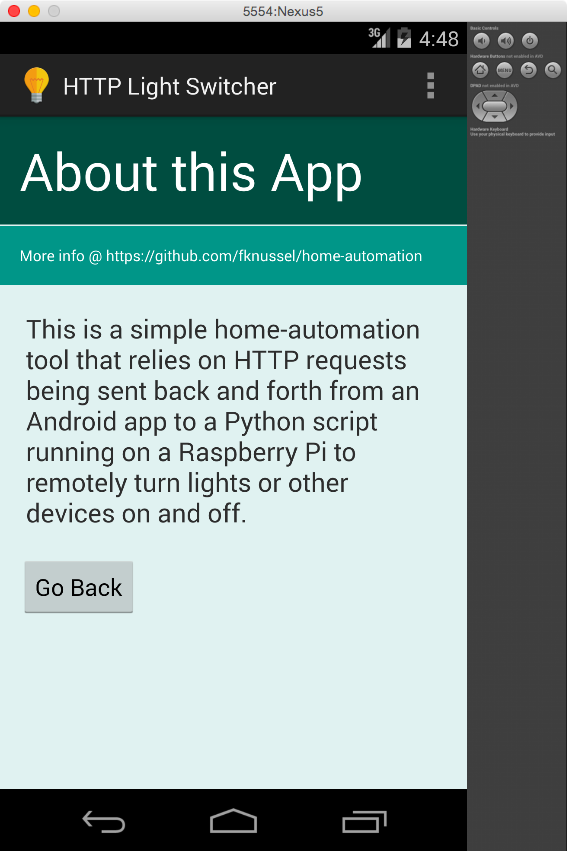 5554:Nexus5
3G 4:48
HTTP Light Switcher
About this App
More info @ https://github.com/fknussel/home-automation
This is a simple home-automation
tool that relies on HTTP requests
being sent back and forth from an
Android app to a Python script
running on a Raspberry Pi to
remotely turn lights or other
devices on and off.
Go Back
Basic Controls
Hardware Buttons not enabled in AVD
MENU
DPAD not enabled in AVD
Hardware Keyboard
Use your physical keyboard to provide input